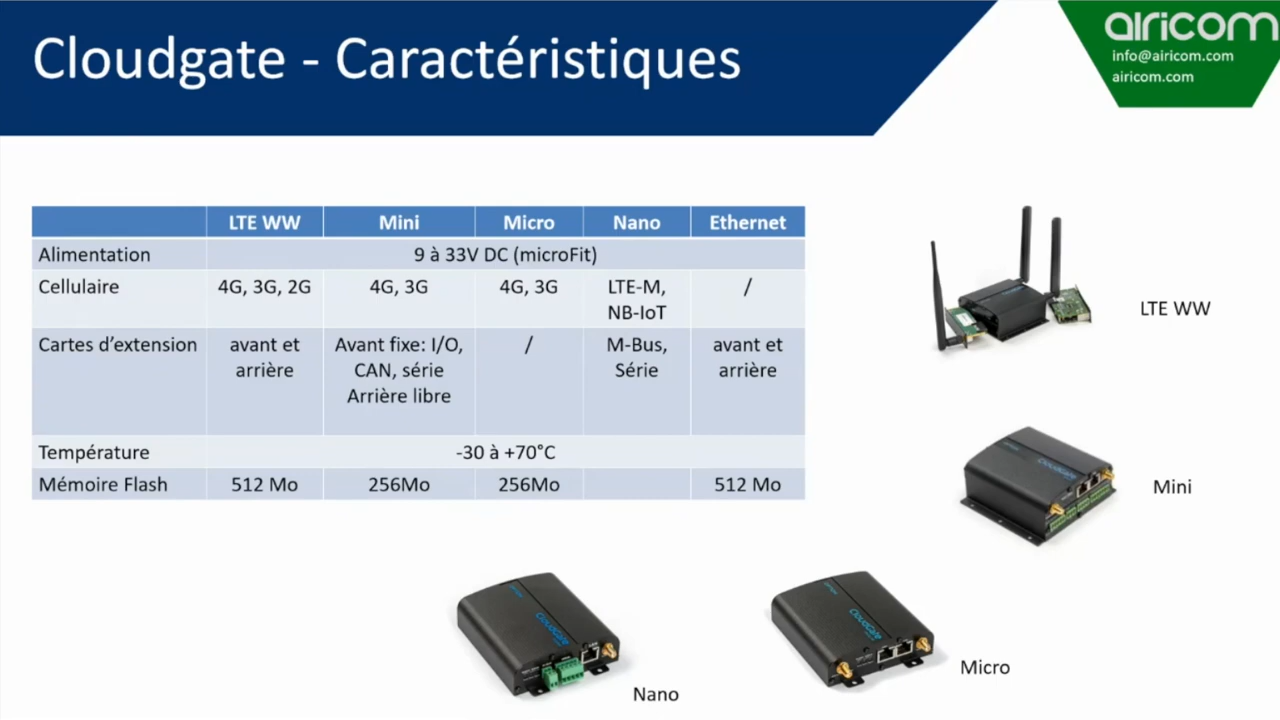 Cloudgate - Caractéristiques
airicom
info@airicom.com
airicom.com
LTE WW Mini Micro Nano Ethernet
Alimentation 9 à 33V DC (microFit)
Cellulaire 4G, 3G, 2G 4G, 3G 4G, 3G LTE-M, /
NB-IoT
Cartes d'extension avant et Avant fixe: I/O, / M-Bus, avant et
arrière CAN, série Série arrière
Arrière libre
Température -30 à +70°C
Mémoire Flash 512 Mo 256Mo 256Mo 512 Mo
LTE WW
CloudGate
Mini
CloudGate
CloudGate
Micro
Nano